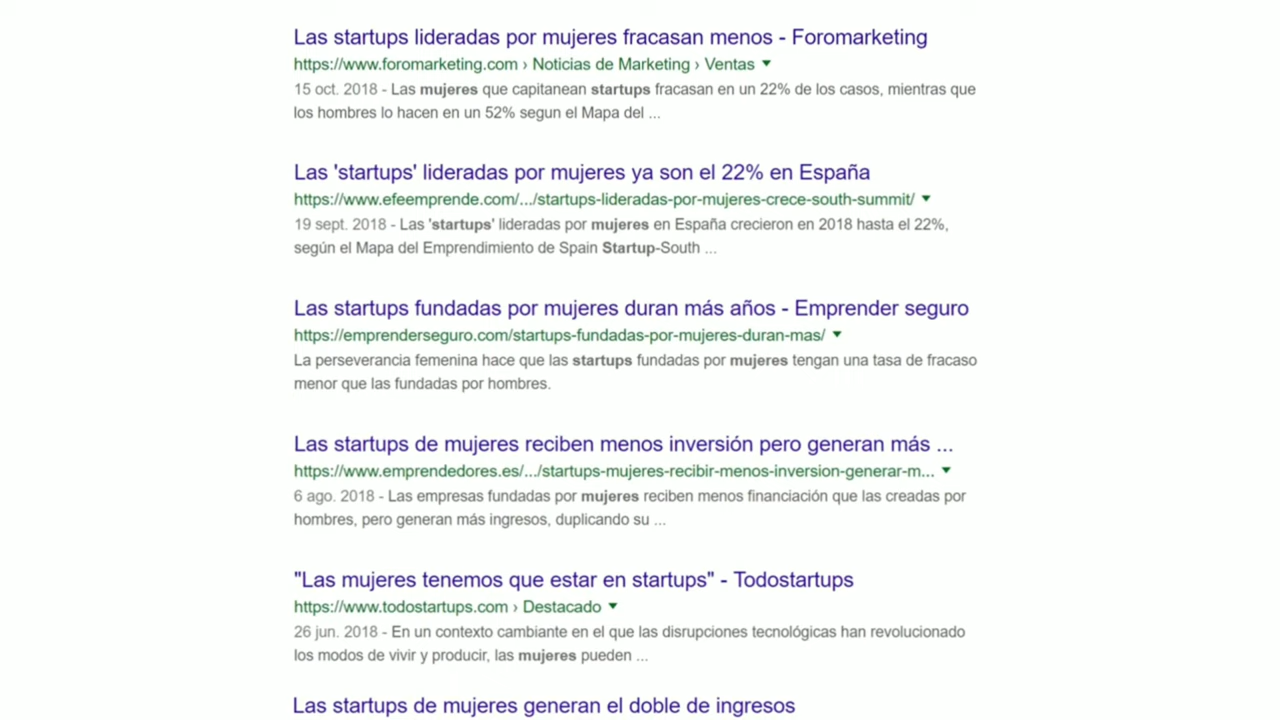 Las startups lideradas por mujeres fracasan menos - Foromarketing
https://www.foromarketing.com › Noticias de Marketing › Ventas
15 oct. 2018 - Las mujeres que capitanean startups fracasan en un 22% de los casos, mientras que
los hombres lo hacen en un 52% segun el Mapa del ...
Las 'startups' lideradas por mujeres ya son el 22% en España
https://www.efeemprende.com/.../startups-lideradas-por-mujeres-crece-south-summit/
19 sept. 2018 - Las 'startups' lideradas por mujeres en España crecieron en 2018 hasta el 22%,
según el Mapa del Emprendimiento de Spain Startup-South ...
Las startups fundadas por mujeres duran más años - Emprender seguro
https://emprenderseguro.com/startups-fundadas-por-mujeres-duran-mas/
La perseverancia femenina hace que las startups fundadas por mujeres tengan una tasa de fracaso
menor que las fundadas por hombres.
Las startups de mujeres reciben menos inversión pero generan más ...
https://www.emprendedores.es/.../startups-mujeres-recibir-menos-inversion-generar-m...
6 ago. 2018 - Las empresas fundadas por mujeres reciben menos financiación que las creadas por
hombres, pero generan más ingresos, duplicando su ...
"Las mujeres tenemos que estar en startups" - Todostartups
https://www.todostartups.com › Destacado
26 jun. 2018 - En un contexto cambiante en el que las disrupciones tecnológicas han revolucionado
los modos de vivir y producir, las mujeres pueden ...
Las startups de mujeres generan el doble de ingresos